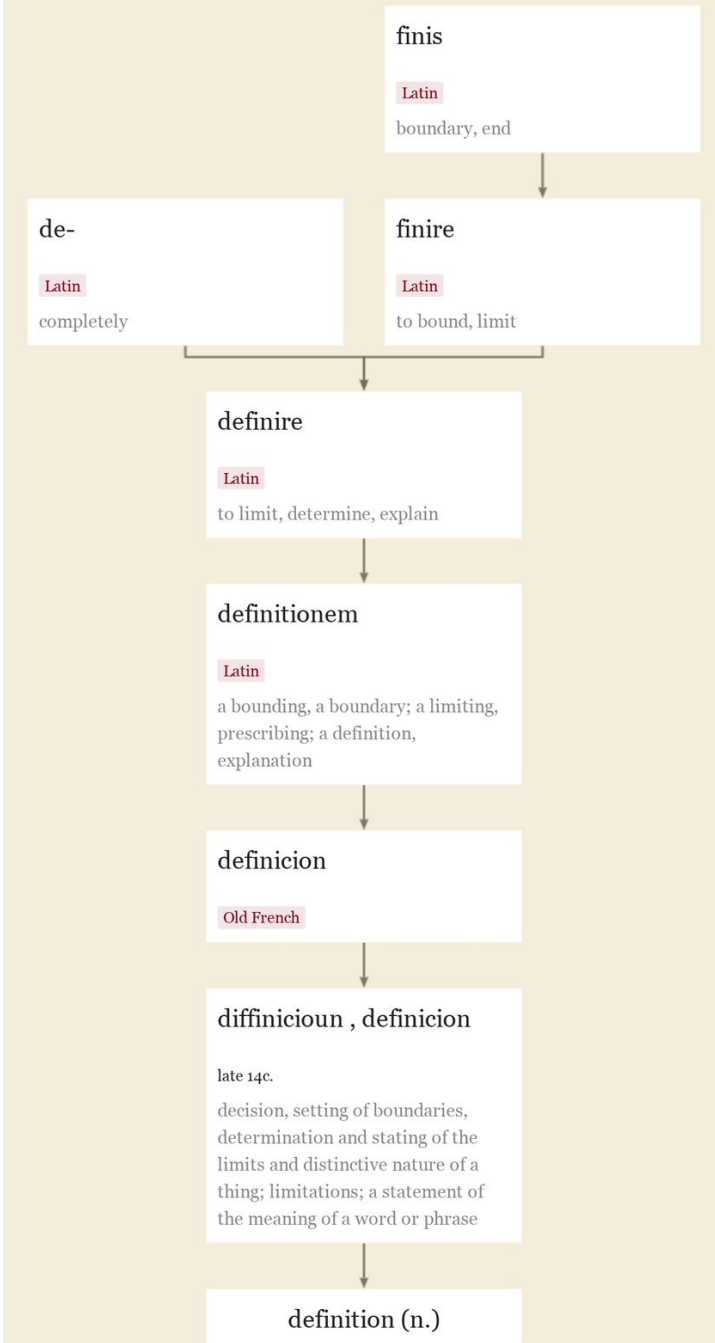 finis
Latin
boundary, end
de-
Latin
completely
finire
Latin
to bound, limit
definire
Latin
to limit, determine, explain
definitionem
Latin
a bounding, a boundary; a limiting,
prescribing; a definition,
explanation
definicion
Old French
diffinicioun , definicion
late 14c.
decision, setting of boundaries,
determination and stating of the
limits and distinctive nature of a
thing; limitations; a statement of
the meaning of a word or phrase
definition (n.)